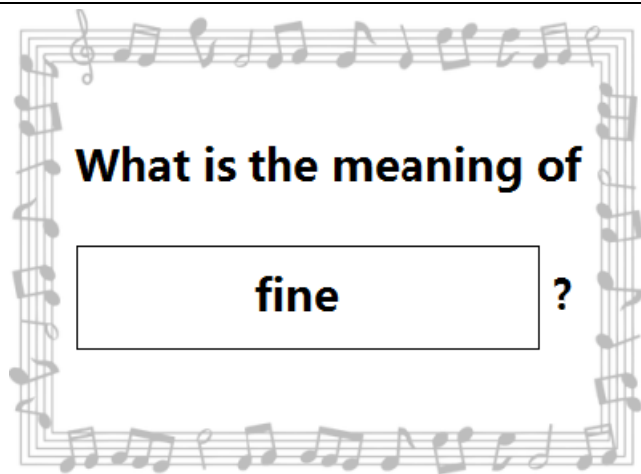 What is the meaning of
fine ?